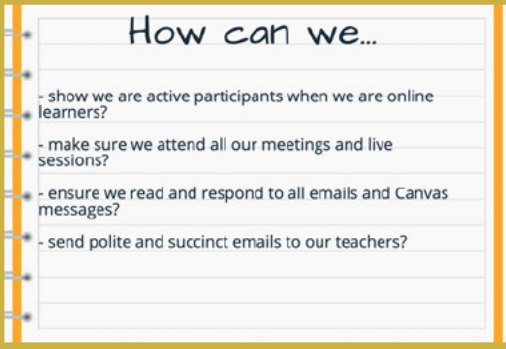 How can we...
- show we are active participants when we are online
learners?
- make sure we attend all our meetings and live
sessions?
- ensure we read and respond to all emails and Canvas
messages?
- send polite and succinct emails to our teachers?